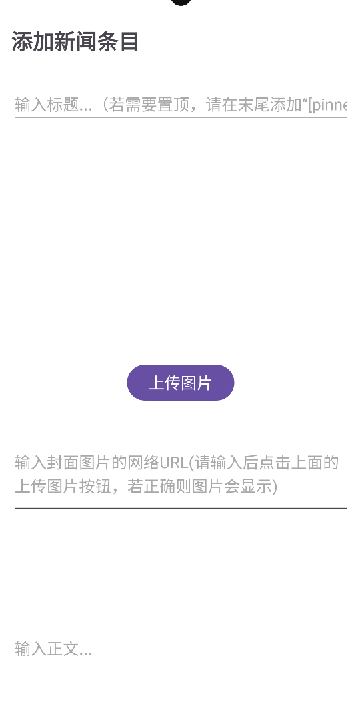 添加新闻条目
输入标题...（若需要置顶，请在末尾添加“[pinne
上传图片
输入封面图片的网络URL(请输入后点击上面的
上传图片按钮，若正确则图片会显示)
输入正文...